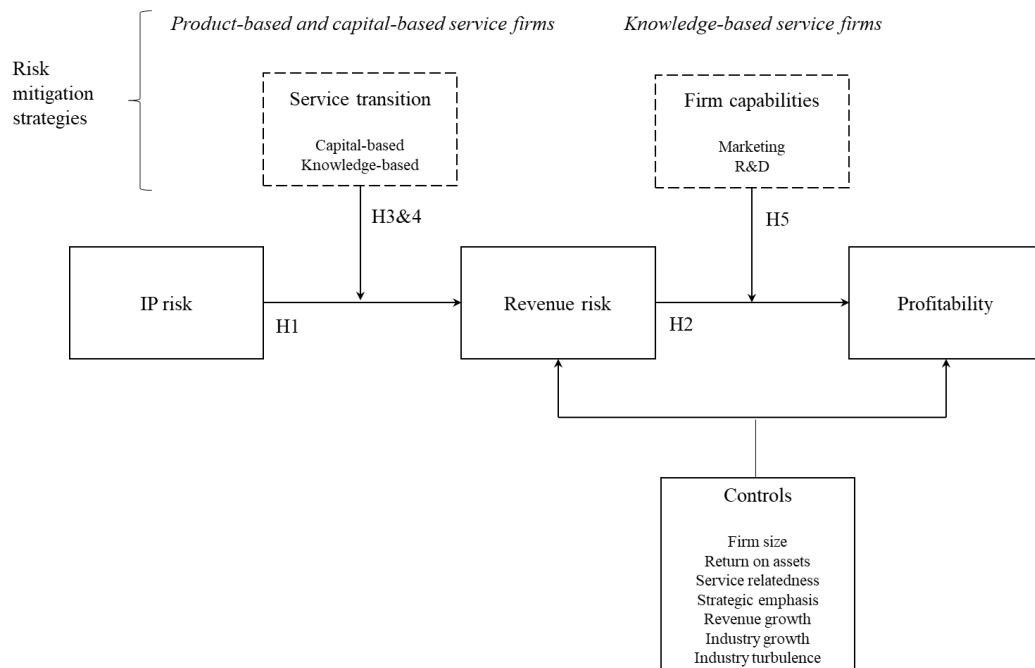 Product-based and capital-based service firms
Knowledge-based service firms
Risk
mitigation
strategies
Service transition
Capital-based
Knowledge-based
Firm capabilities
Marketing
R&D
H3&4
H5
IP risk
H1
Revenue risk
H2
Profitability
Controls
Firm size
Return on assets
Service relatedness
Strategic emphasis
Revenue growth
Industry growth
Industry turbulence